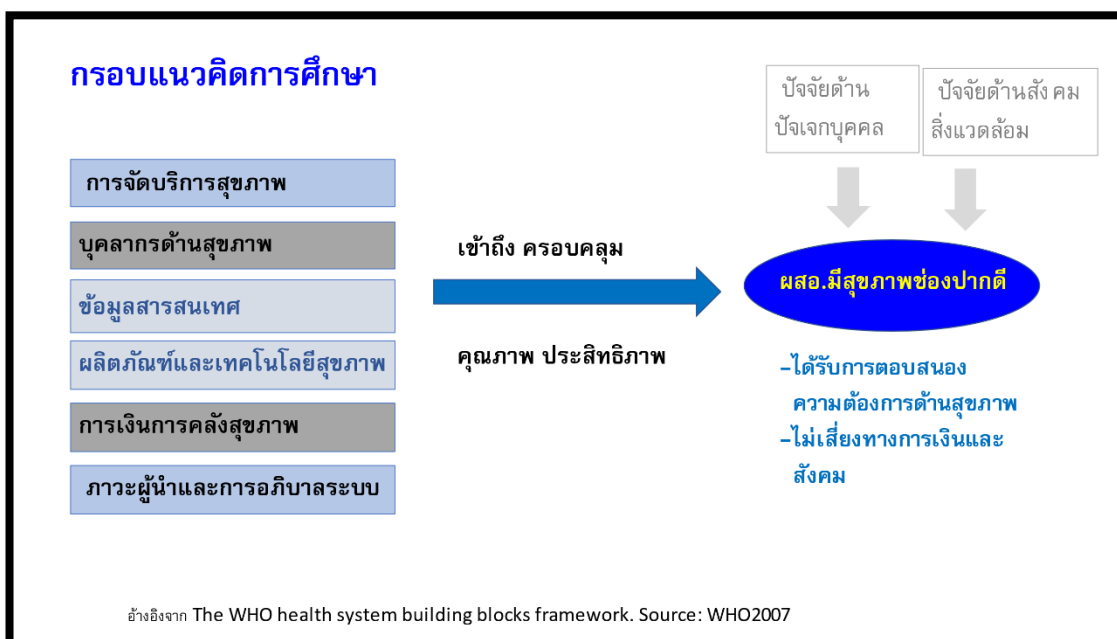 กรอบแนวคิดการศึกษา
ปัจจัยด้าน
ปัจเจกบุคคล
ปัจจัยด้านสังคม
สิ่งแวดล้อม
การจัดบริการสุขภาพ
บุคลากรด้านสุขภาพ
ข้อมูลสารสนเทศ
ผลิตภัณฑ์และเทคโนโลยีสุขภาพ
การเงินการคลังสุขภาพ
ภาวะผู้นำและการอภิบาลระบบ
เข้าถึง ครอบคลุม
คุณภาพ ประสิทธิภาพ
ผสอ.มีสุขภาพช่องปากดี
-ได้รับการตอบสนอง
ความต้องการด้านสุขภาพ
-ไม่เสี่ยงทางการเงินและ
สังคม
อ้างอิงจาก The WHO health system building blocks framework. Source: WHO2007